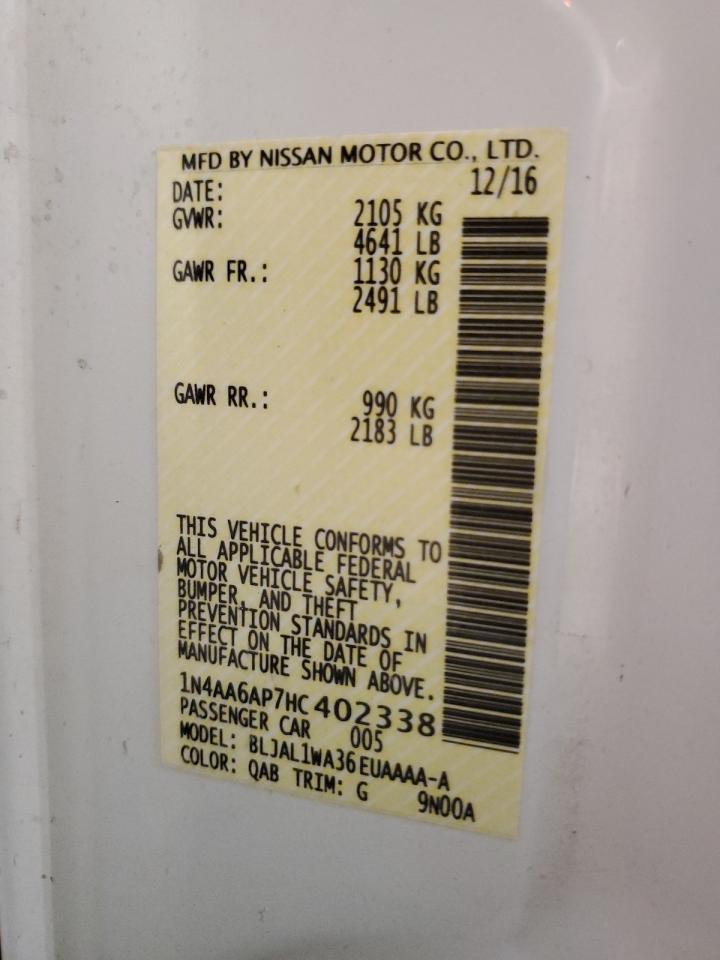 MFD BY NISSAN MOTOR CO., LTD.
DATE: 12/16
GVWR: 2105 KG
4641 LB
GAWR FR.: 1130 KG
2491 LB
GAWR RR.: 990 KG
2183 LB
THIS VEHICLE CONFORMS TO
ALL APPLICABLE FEDERAL
MOTOR VEHICLE SAFETY,
BUMPER, AND THEFT
PREVENTION STANDARDS IN
EFFECT ON THE DATE OF
MANUFACTURE SHOWN ABOVE.
1N4AA6AP7HC402338
PASSENGER CAR 005
MODEL: BLJAL1WA36EUAAAA-A
COLOR: QAB TRIM: G 9N00A